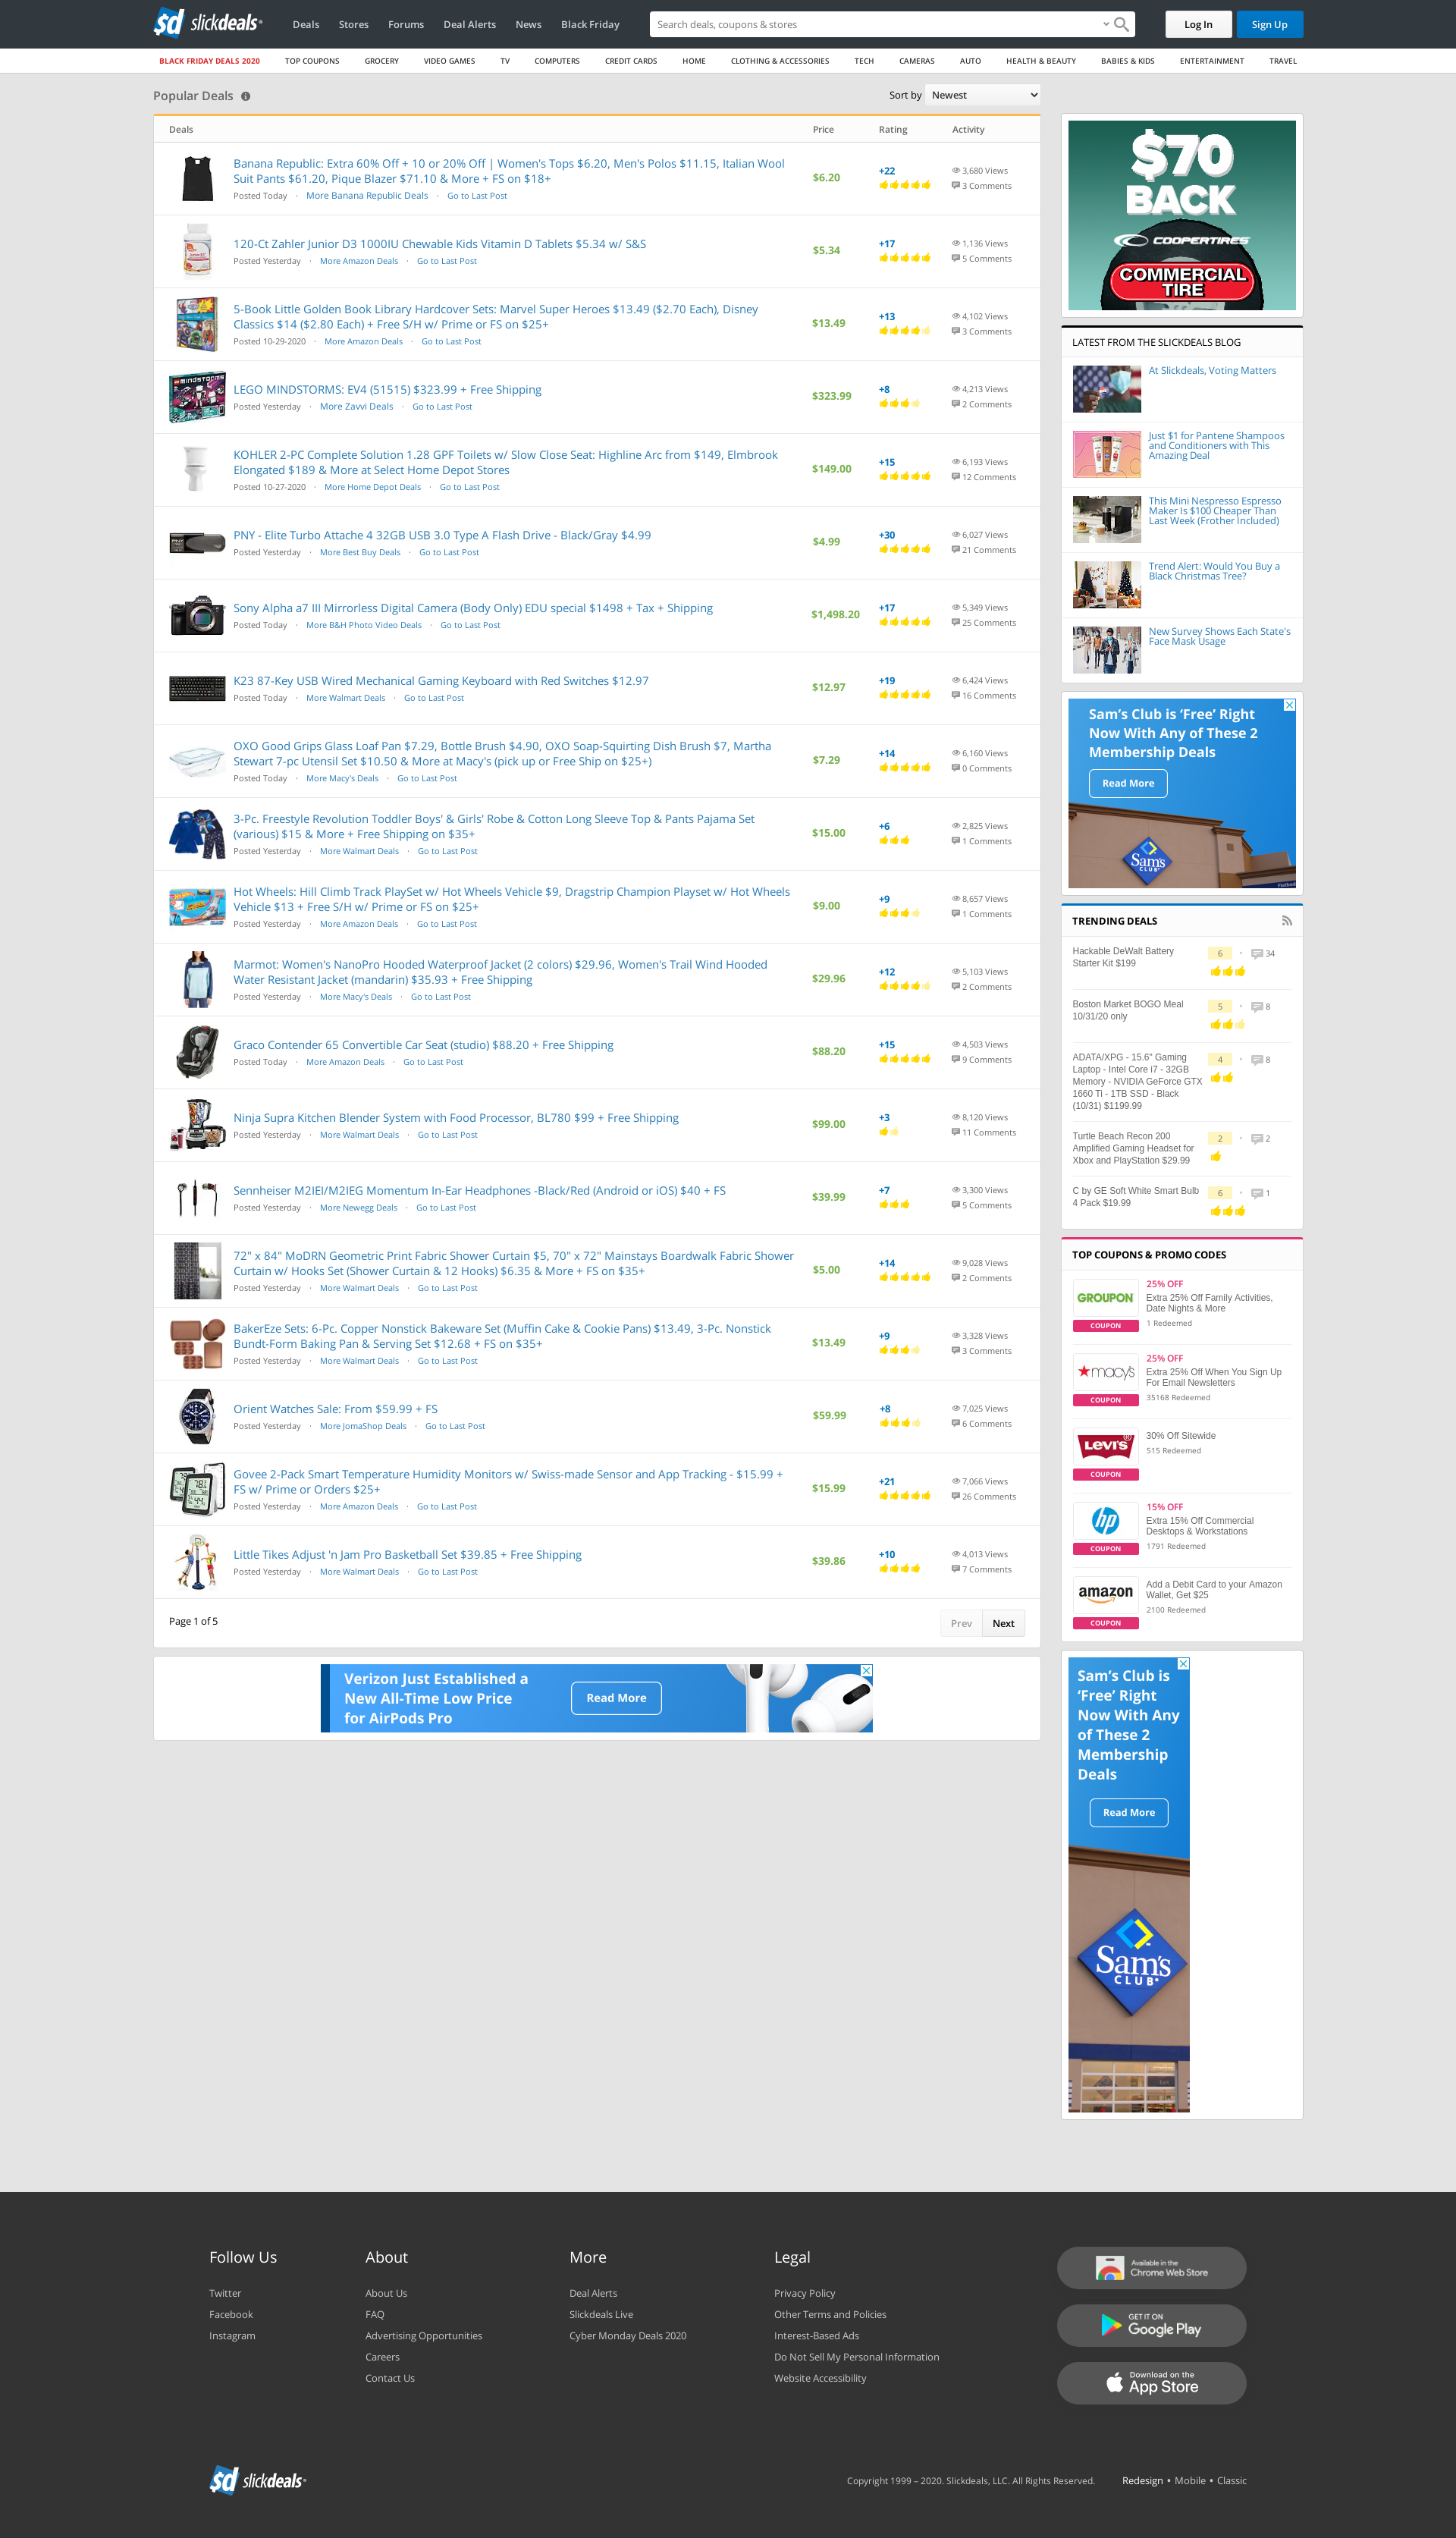 sd slickdeals
Deals Stores Forums Deal Alerts News Black Friday
Search deals, coupons & stores
Log In Sign Up
BLACK FRIDAY DEALS 2020 TOP COUPONS GROCERY VIDEO GAMES TV COMPUTERS CREDIT CARDS HOME CLOTHING & ACCESSORIES TECH CAMERAS AUTO HEALTH & BEAUTY BABIES & KIDS ENTERTAINMENT TRAVEL
Popular Deals
Sort by Newest
Deals Price Rating Activity
Banana Republic: Extra 60% Off + 10 or 20% Off | Women's Tops $6.20, Men's Polos $11.15, Italian Wool
Suit Pants $61.20, Pique Blazer $71.10 & More + FS on $18+
Posted Today · More Banana Republic Deals · Go to Last Post
$6.20
+22
3,680 Views
3 Comments
120-Ct Zahler Junior D3 1000IU Chewable Kids Vitamin D Tablets $5.34 w/ S&S
Posted Yesterday · More Amazon Deals · Go to Last Post
$5.34
+17
1,136 Views
5 Comments
5-Book Little Golden Book Library Hardcover Sets: Marvel Super Heroes $13.49 ($2.70 Each), Disney
Classics $14 ($2.80 Each) + Free S/H w/ Prime or FS on $25+
Posted 10-29-2020 · More Amazon Deals · Go to Last Post
$13.49
+13
4,102 Views
3 Comments
LEGO MINDSTORMS: EV4 (51515) $323.99 + Free Shipping
Posted Yesterday · More Zavvi Deals · Go to Last Post
$323.99
+8
4,213 Views
2 Comments
KOHLER 2-PC Complete Solution 1.28 GPF Toilets w/ Slow Close Seat: Highline Arc from $149, Elmbrook
Elongated $189 & More at Select Home Depot Stores
Posted 10-27-2020 · More Home Depot Deals · Go to Last Post
$149.00
+15
6,193 Views
12 Comments
PNY - Elite Turbo Attache 4 32GB USB 3.0 Type A Flash Drive - Black/Gray $4.99
Posted Yesterday · More Best Buy Deals · Go to Last Post
$4.99
+30
6,027 Views
21 Comments
Sony Alpha a7 III Mirrorless Digital Camera (Body Only) EDU special $1498 + Tax + Shipping
Posted Today · More B&H Photo Video Deals · Go to Last Post
$1,498.20
+17
5,349 Views
25 Comments
K23 87-Key USB Wired Mechanical Gaming Keyboard with Red Switches $12.97
Posted Today · More Walmart Deals · Go to Last Post
$12.97
+19
6,424 Views
16 Comments
OXO Good Grips Glass Loaf Pan $7.29, Bottle Brush $4.90, OXO Soap-Squirting Dish Brush $7, Martha
Stewart 7-pc Utensil Set $10.50 & More at Macy's (pick up or Free Ship on $25+)
Posted Today · More Macy's Deals · Go to Last Post
$7.29
+14
6,160 Views
0 Comments
3-Pc. Freestyle Revolution Toddler Boys' & Girls' Robe & Cotton Long Sleeve Top & Pants Pajama Set
(various) $15 & More + Free Shipping on $35+
Posted Yesterday · More Walmart Deals · Go to Last Post
$15.00
+6
2,825 Views
1 Comments
Hot Wheels: Hill Climb Track PlaySet w/ Hot Wheels Vehicle $9, Dragstrip Champion Playset w/ Hot Wheels
Vehicle $13 + Free S/H w/ Prime or FS on $25+
Posted Yesterday · More Amazon Deals · Go to Last Post
$9.00
+9
8,657 Views
1 Comments
Marmot: Women's NanoPro Hooded Waterproof Jacket (2 colors) $29.96, Women's Trail Wind Hooded
Water Resistant Jacket (mandarin) $35.93 + Free Shipping
Posted Yesterday · More Macy's Deals · Go to Last Post
$29.96
+12
5,103 Views
2 Comments
Graco Contender 65 Convertible Car Seat (studio) $88.20 + Free Shipping
Posted Today · More Amazon Deals · Go to Last Post
$88.20
+15
4,503 Views
9 Comments
Ninja Supra Kitchen Blender System with Food Processor, BL780 $99 + Free Shipping
Posted Yesterday · More Walmart Deals · Go to Last Post
$99.00
+3
8,120 Views
11 Comments
Sennheiser M2IEI/M2IEG Momentum In-Ear Headphones -Black/Red (Android or iOS) $40 + FS
Posted Yesterday · More Newegg Deals · Go to Last Post
$39.99
+7
3,300 Views
5 Comments
72" x 84" MoDRN Geometric Print Fabric Shower Curtain $5, 70" x 72" Mainstays Boardwalk Fabric Shower
Curtain w/ Hooks Set (Shower Curtain & 12 Hooks) $6.35 & More + FS on $35+
Posted Yesterday · More Walmart Deals · Go to Last Post
$5.00
+14
9,028 Views
2 Comments
BakerEze Sets: 6-Pc. Copper Nonstick Bakeware Set (Muffin Cake & Cookie Pans) $13.49, 3-Pc. Nonstick
Bundt-Form Baking Pan & Serving Set $12.68 + FS on $35+
Posted Yesterday · More Walmart Deals · Go to Last Post
$13.49
+9
3,328 Views
3 Comments
Orient Watches Sale: From $59.99 + FS
Posted Yesterday · More JomaShop Deals · Go to Last Post
$59.99
+8
7,025 Views
6 Comments
Govee 2-Pack Smart Temperature Humidity Monitors w/ Swiss-made Sensor and App Tracking - $15.99 +
FS w/ Prime or Orders $25+
Posted Yesterday · More Amazon Deals · Go to Last Post
$15.99
+21
7,066 Views
26 Comments
Little Tikes Adjust 'n Jam Pro Basketball Set $39.85 + Free Shipping
Posted Yesterday · More Walmart Deals · Go to Last Post
$39.86
+10
4,013 Views
7 Comments
Page 1 of 5
Prev Next
Verizon Just Established a
New All-Time Low Price
for AirPods Pro
Read More
$70
BACK
COOPERTIRES
COMMERCIAL
TIRE
LATEST FROM THE SLICKDEALS BLOG
At Slickdeals, Voting Matters
Just $1 for Pantene Shampoos
and Conditioners with This
Amazing Deal
This Mini Nespresso Espresso
Maker Is $100 Cheaper Than
Last Week (Frother Included)
Trend Alert: Would You Buy a
Black Christmas Tree?
New Survey Shows Each State's
Face Mask Usage
Sam's Club is 'Free' Right
Now With Any of These 2
Membership Deals
Read More
Sam's
CLUB
TRENDING DEALS
Hackable DeWalt Battery
Starter Kit $199
6 · 34
Boston Market BOGO Meal
10/31/20 only
5 · 8
ADATA/XPG - 15.6" Gaming
Laptop - Intel Core i7 - 32GB
Memory - NVIDIA GeForce GTX
1660 Ti - 1TB SSD - Black
(10/31) $1199.99
4 · 8
Turtle Beach Recon 200
Amplified Gaming Headset for
Xbox and PlayStation $29.99
2 · 2
C by GE Soft White Smart Bulb
4 Pack $19.99
6 · 1
TOP COUPONS & PROMO CODES
GROUPON
COUPON
25% OFF
Extra 25% Off Family Activities,
Date Nights & More
1 Redeemed
macy's
COUPON
25% OFF
Extra 25% Off When You Sign Up
For Email Newsletters
35168 Redeemed
LEVI'S
COUPON
30% Off Sitewide
515 Redeemed
hp
COUPON
15% OFF
Extra 15% Off Commercial
Desktops & Workstations
1791 Redeemed
amazon
COUPON
Add a Debit Card to your Amazon
Wallet, Get $25
2100 Redeemed
Sam's Club is
'Free' Right
Now With Any
of These 2
Membership
Deals
Read More
Sam's
CLUB
Follow Us
Twitter
Facebook
Instagram
About
About Us
FAQ
Advertising Opportunities
Careers
Contact Us
More
Deal Alerts
Slickdeals Live
Cyber Monday Deals 2020
Legal
Privacy Policy
Other Terms and Policies
Interest-Based Ads
Do Not Sell My Personal Information
Website Accessibility
Available in the
Chrome Web Store
GET IT ON
Google Play
Download on the
App Store
sd slickdeals
Copyright 1999 – 2020. Slickdeals, LLC. All Rights Reserved.
Redesign • Mobile • Classic